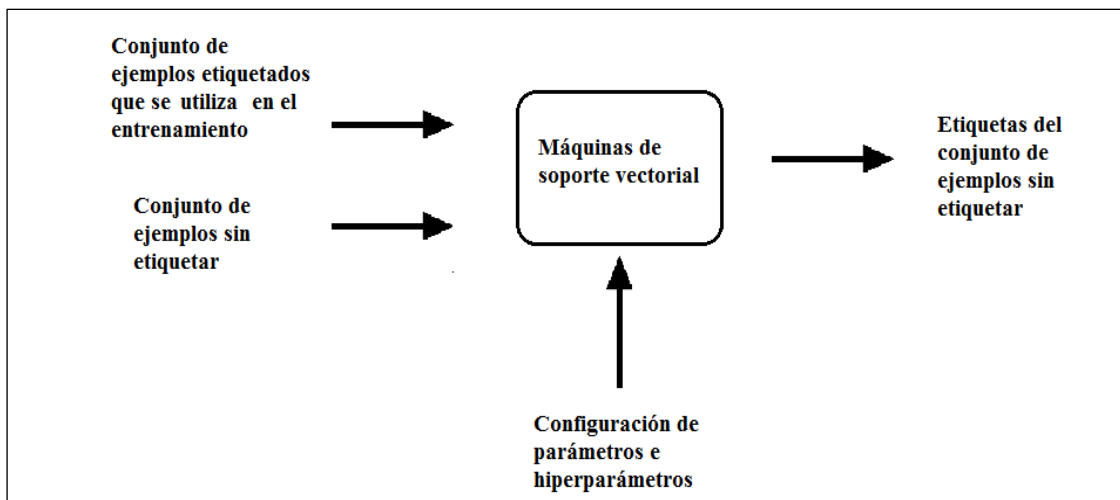 Conjunto de
ejemplos etiquetados
que se utiliza en el
entrenamiento
Conjunto de
ejemplos sin
etiquetar
Máquinas de
soporte vectorial
Etiquetas del
conjunto de
ejemplos sin
etiquetar
Configuración de
parámetros e
hiperparámetros